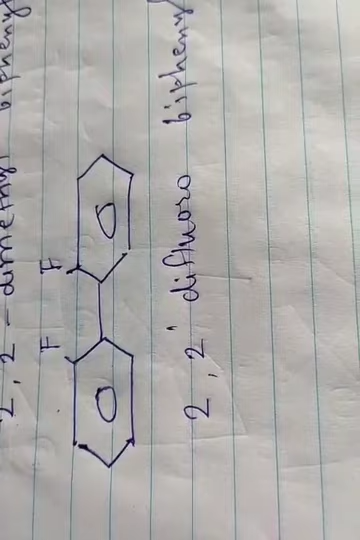 2, 2 - dimethyl biphenyl
F F
2, 2' difluoro biphenyl